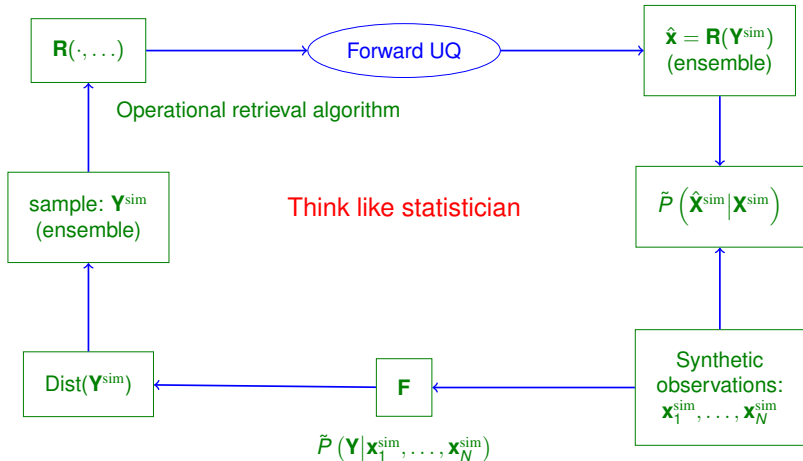 R(·, . . .)
Forward UQ
x̂ = R(Y^sim)
(ensemble)
Operational retrieval algorithm
sample: Y^sim
(ensemble)
Think like statistician
P̃ (X̂^sim|X^sim)
Dist(Y^sim)
F
Synthetic
observations:
x_1^sim, . . . , x_N^sim
P̃ (Y|x_1^sim, . . . , x_N^sim)